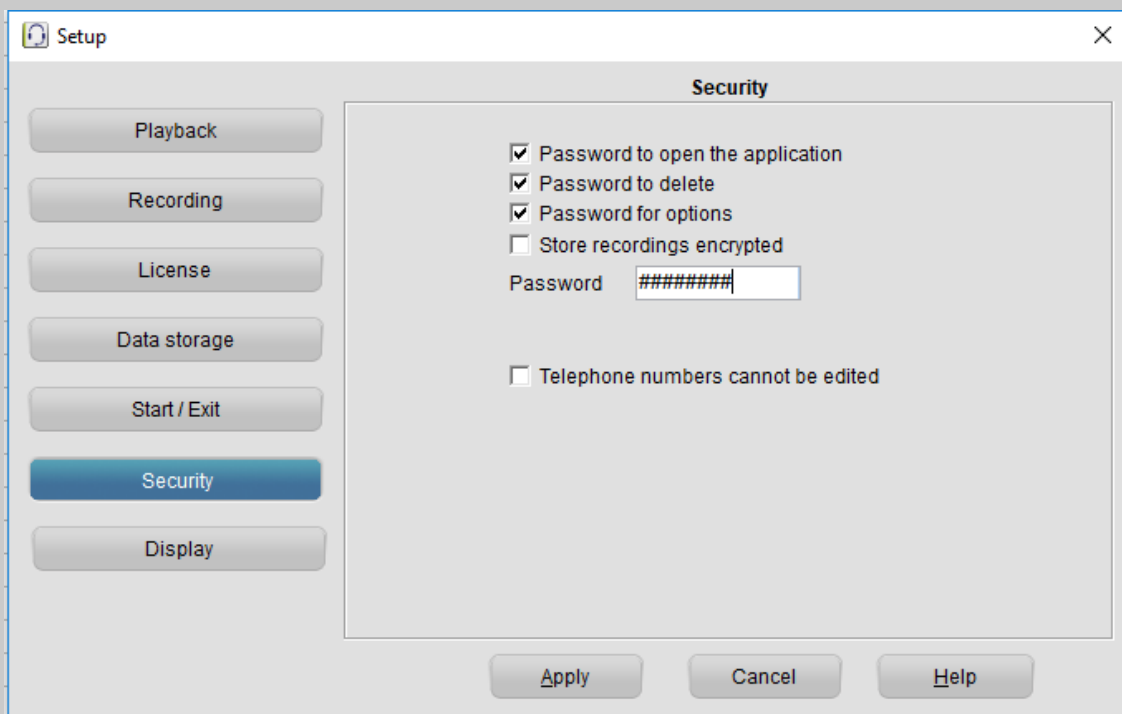 Setup
Security
Playback
Recording
License
Data storage
Start / Exit
Security
Display
Password to open the application
Password to delete
Password for options
Store recordings encrypted
Password ########
Telephone numbers cannot be edited
Apply Cancel Help